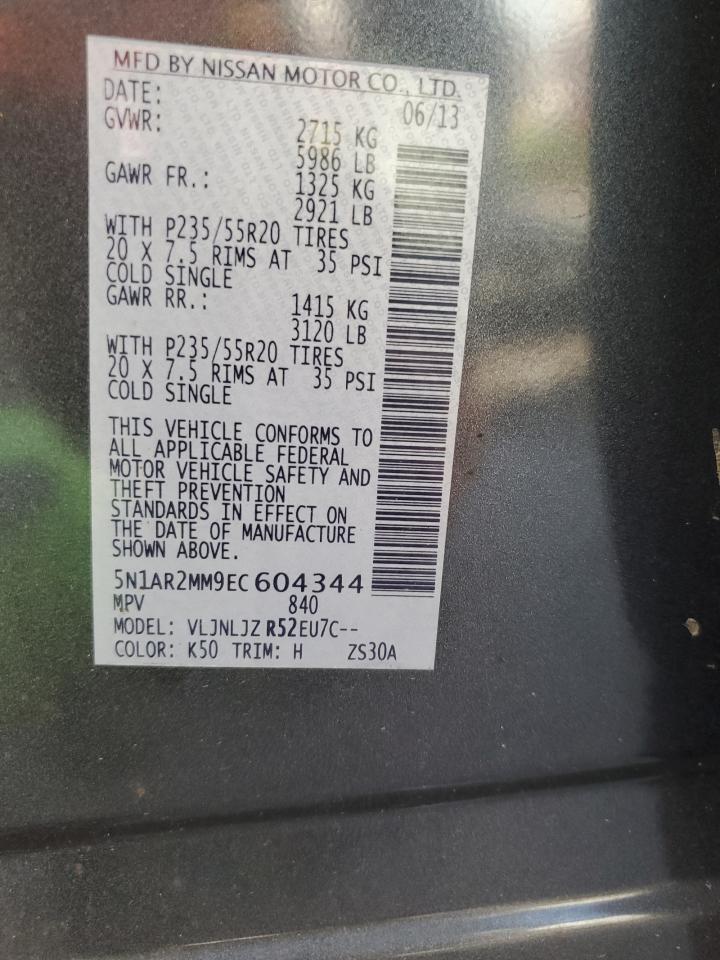 MFD BY NISSAN MOTOR CO., LTD.
DATE: 06/13
GVWR: 2715 KG
5986 LB
GAWR FR.: 1325 KG
2921 LB
WITH P235/55R20 TIRES
20 X 7.5 RIMS AT 35 PSI
COLD SINGLE
GAWR RR.: 1415 KG
3120 LB
WITH P235/55R20 TIRES
20 X 7.5 RIMS AT 35 PSI
COLD SINGLE
THIS VEHICLE CONFORMS TO
ALL APPLICABLE FEDERAL
MOTOR VEHICLE SAFETY AND
THEFT PREVENTION
STANDARDS IN EFFECT ON
THE DATE OF MANUFACTURE
SHOWN ABOVE.
5N1AR2MM9EC604344
MPV 840
MODEL: VLJNLJZ R52EU7C--
COLOR: K50 TRIM: H ZS30A